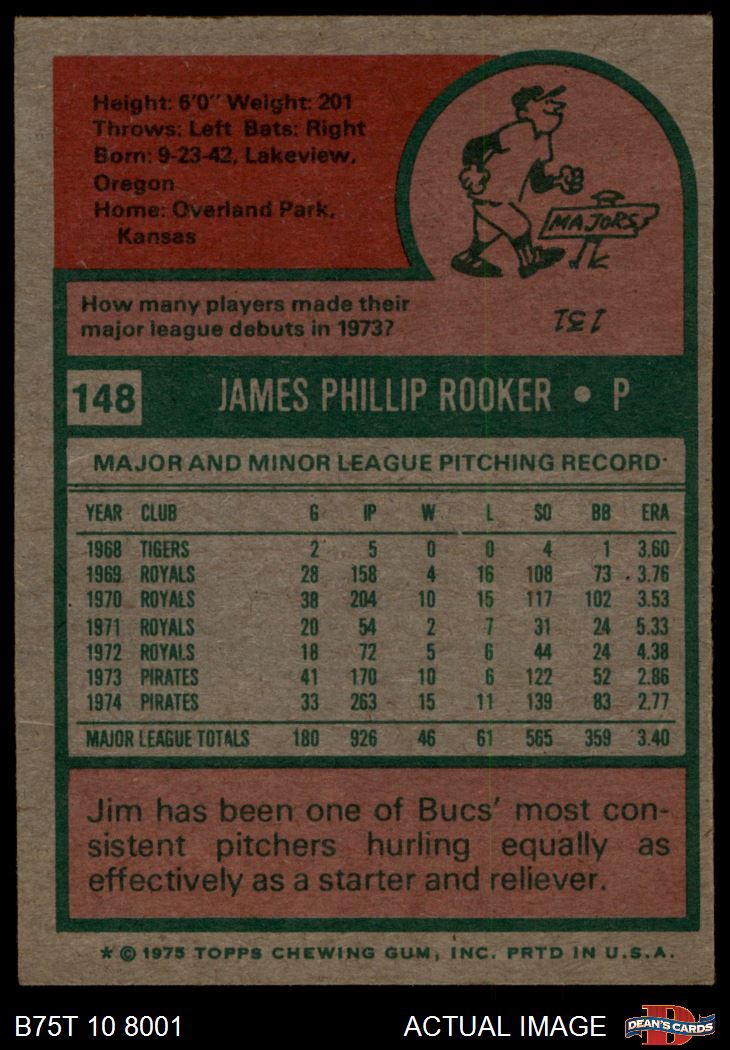 Height: 6'0" Weight: 201
Throws: Left Bats: Right
Born: 9-23-42, Lakeview,
Oregon
Home: Overland Park,
Kansas
MAJORS
How many players made their
major league debuts in 1973?
131
148 JAMES PHILLIP ROOKER • P
MAJOR AND MINOR LEAGUE PITCHING RECORD
YEAR CLUB G IP W L SO BB ERA
1968 TIGERS 2 5 0 0 4 1 3.60
1969 ROYALS 28 158 4 16 108 73 3.76
1970 ROYALS 38 204 10 15 117 102 3.53
1971 ROYALS 20 54 2 7 31 24 5.33
1972 ROYALS 18 72 5 6 44 24 4.38
1973 PIRATES 41 170 10 6 122 52 2.86
1974 PIRATES 33 263 15 11 139 83 2.77
MAJOR LEAGUE TOTALS 180 926 46 61 565 359 3.40
Jim has been one of Bucs' most con-
sistent pitchers hurling equally as
effectively as a starter and reliever.
* © 1975 TOPPS CHEWING GUM, INC. PRTD IN U.S.A.
B75T 10 8001 ACTUAL IMAGE D DEAN'S CARDS